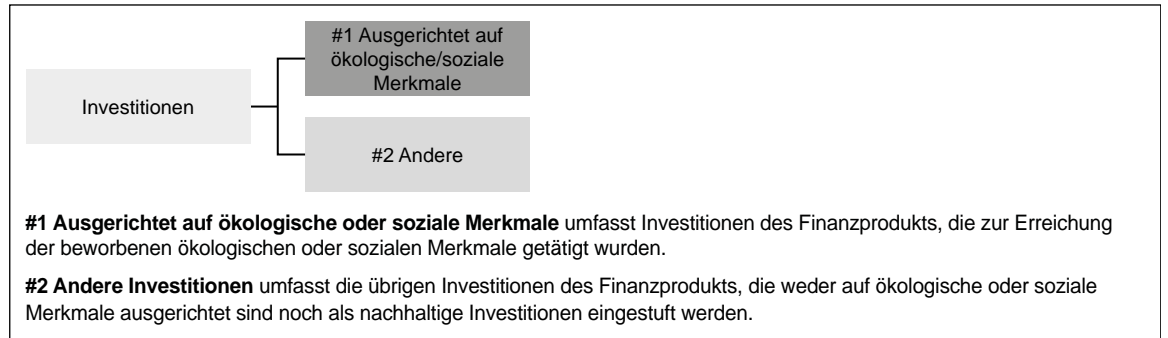 #1 Ausgerichtet auf
ökologische/soziale
Merkmale
Investitionen
#2 Andere
#1 Ausgerichtet auf ökologische oder soziale Merkmale umfasst Investitionen des Finanzprodukts, die zur Erreichung
der beworbenen ökologischen oder sozialen Merkmale getätigt wurden.
#2 Andere Investitionen umfasst die übrigen Investitionen des Finanzprodukts, die weder auf ökologische oder soziale
Merkmale ausgerichtet sind noch als nachhaltige Investitionen eingestuft werden.